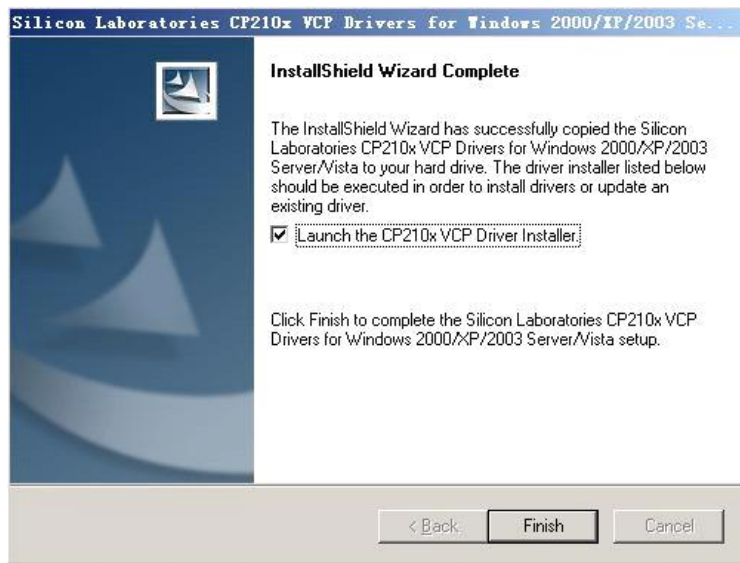 Silicon Laboratories CP210x VCP Drivers for Windows 2000/XP/2003 Se...
InstallShield Wizard Complete
The InstallShield Wizard has successfully copied the Silicon
Laboratories CP210x VCP Drivers for Windows 2000/XP/2003
Server/Vista to your hard drive. The driver installer listed below
should be executed in order to install drivers or update an
existing driver.
Launch the CP210x VCP Driver Installer.
Click Finish to complete the Silicon Laboratories CP210x VCP
Drivers for Windows 2000/XP/2003 Server/Vista setup.
< Back
Finish
Cancel